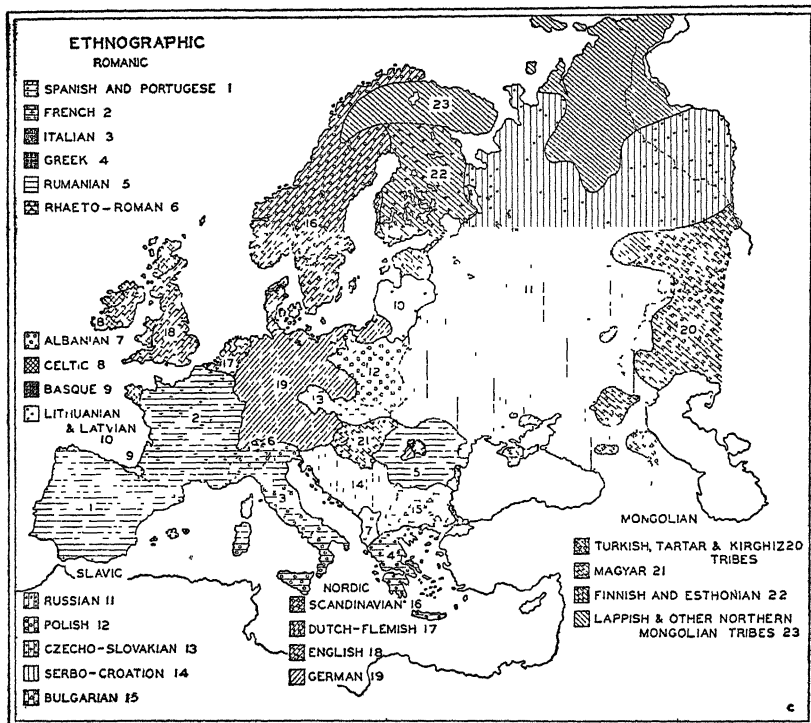 ETHNOGRAPHIC
ROMANIC
SPANISH AND PORTUGESE 1
FRENCH 2
ITALIAN 3
GREEK 4
RUMANIAN 5
RHAETO-ROMAN 6
ALBANIAN 7
CELTIC 8
BASQUE 9
LITHUANIAN
& LATVIAN
10
SLAVIC
RUSSIAN 11
POLISH 12
CZECHO-SLOVAKIAN 13
SERBO-CROATION 14
BULGARIAN 15
NORDIC
SCANDINAVIAN 16
DUTCH-FLEMISH 17
ENGLISH 18
GERMAN 19
MONGOLIAN
TURKISH, TARTAR & KIRGHIZ 20
TRIBES
MAGYAR 21
FINNISH AND ESTHONIAN 22
LAPPISH & OTHER NORTHERN
MONGOLIAN TRIBES 23
23
22
16
11
10
8
18
17
20
19
12
13
2
21
6
9
5
14
1
3
15
4
c